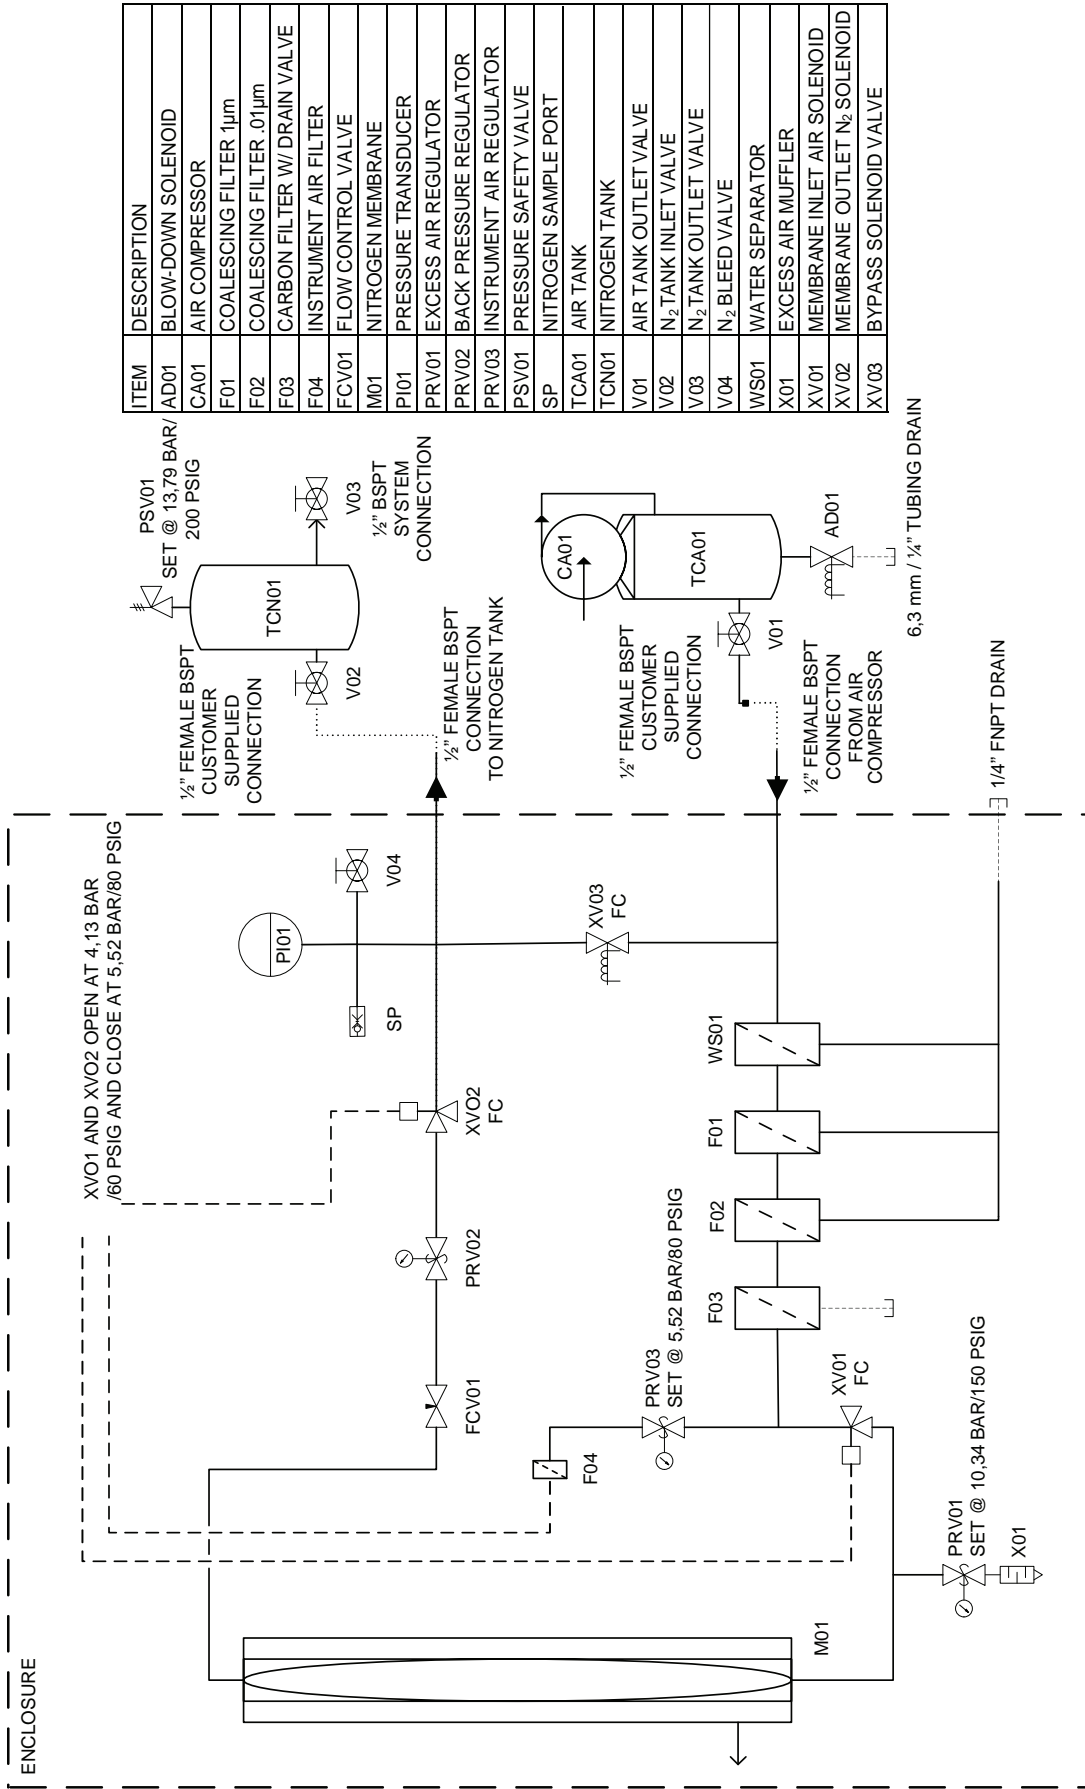 ENCLOSURE
XVO1 AND XVO2 OPEN AT 4,13 BAR
/60 PSIG AND CLOSE AT 5,52 BAR/80 PSIG
FCV01
PRV02
XVO2
FC
SP
PI01
V04
½” FEMALE BSPT
CUSTOMER
SUPPLIED
CONNECTION
PSV01
SET @ 13,79 BAR/
200 PSIG
TCN01
V02
V03
½” BSPT
SYSTEM
CONNECTION
½” FEMALE BSPT
CONNECTION
TO NITROGEN TANK
M01
F04
PRV03
SET @ 5,52 BAR/80 PSIG
XV03
FC
F03
F02
F01
WS01
XV01
FC
PRV01
SET @ 10,34 BAR/150 PSIG
X01
½” FEMALE BSPT
CUSTOMER
SUPPLIED
CONNECTION
CA01
TCA01
V01
AD01
½” FEMALE BSPT
CONNECTION
FROM AIR
COMPRESSOR
6,3 mm / ¼” TUBING DRAIN
1/4” FNPT DRAIN
ITEM DESCRIPTION
AD01 BLOW-DOWN SOLENOID
CA01 AIR COMPRESSOR
F01 COALESCING FILTER 1µm
F02 COALESCING FILTER .01µm
F03 CARBON FILTER W/ DRAIN VALVE
F04 INSTRUMENT AIR FILTER
FCV01 FLOW CONTROL VALVE
M01 NITROGEN MEMBRANE
PI01 PRESSURE TRANSDUCER
PRV01 EXCESS AIR REGULATOR
PRV02 BACK PRESSURE REGULATOR
PRV03 INSTRUMENT AIR REGULATOR
PSV01 PRESSURE SAFETY VALVE
SP NITROGEN SAMPLE PORT
TCA01 AIR TANK
TCN01 NITROGEN TANK
V01 AIR TANK OUTLET VALVE
V02 N₂ TANK INLET VALVE
V03 N₂ TANK OUTLET VALVE
V04 N₂ BLEED VALVE
WS01 WATER SEPARATOR
X01 EXCESS AIR MUFFLER
XV01 MEMBRANE INLET AIR SOLENOID
XV02 MEMBRANE OUTLET N₂ SOLENOID
XV03 BYPASS SOLENOID VALVE